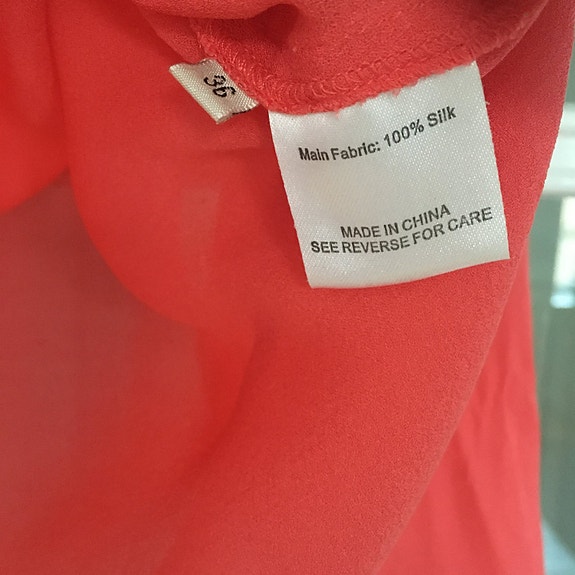 36
Main Fabric: 100% Silk
MADE IN CHINA
SEE REVERSE FOR CARE